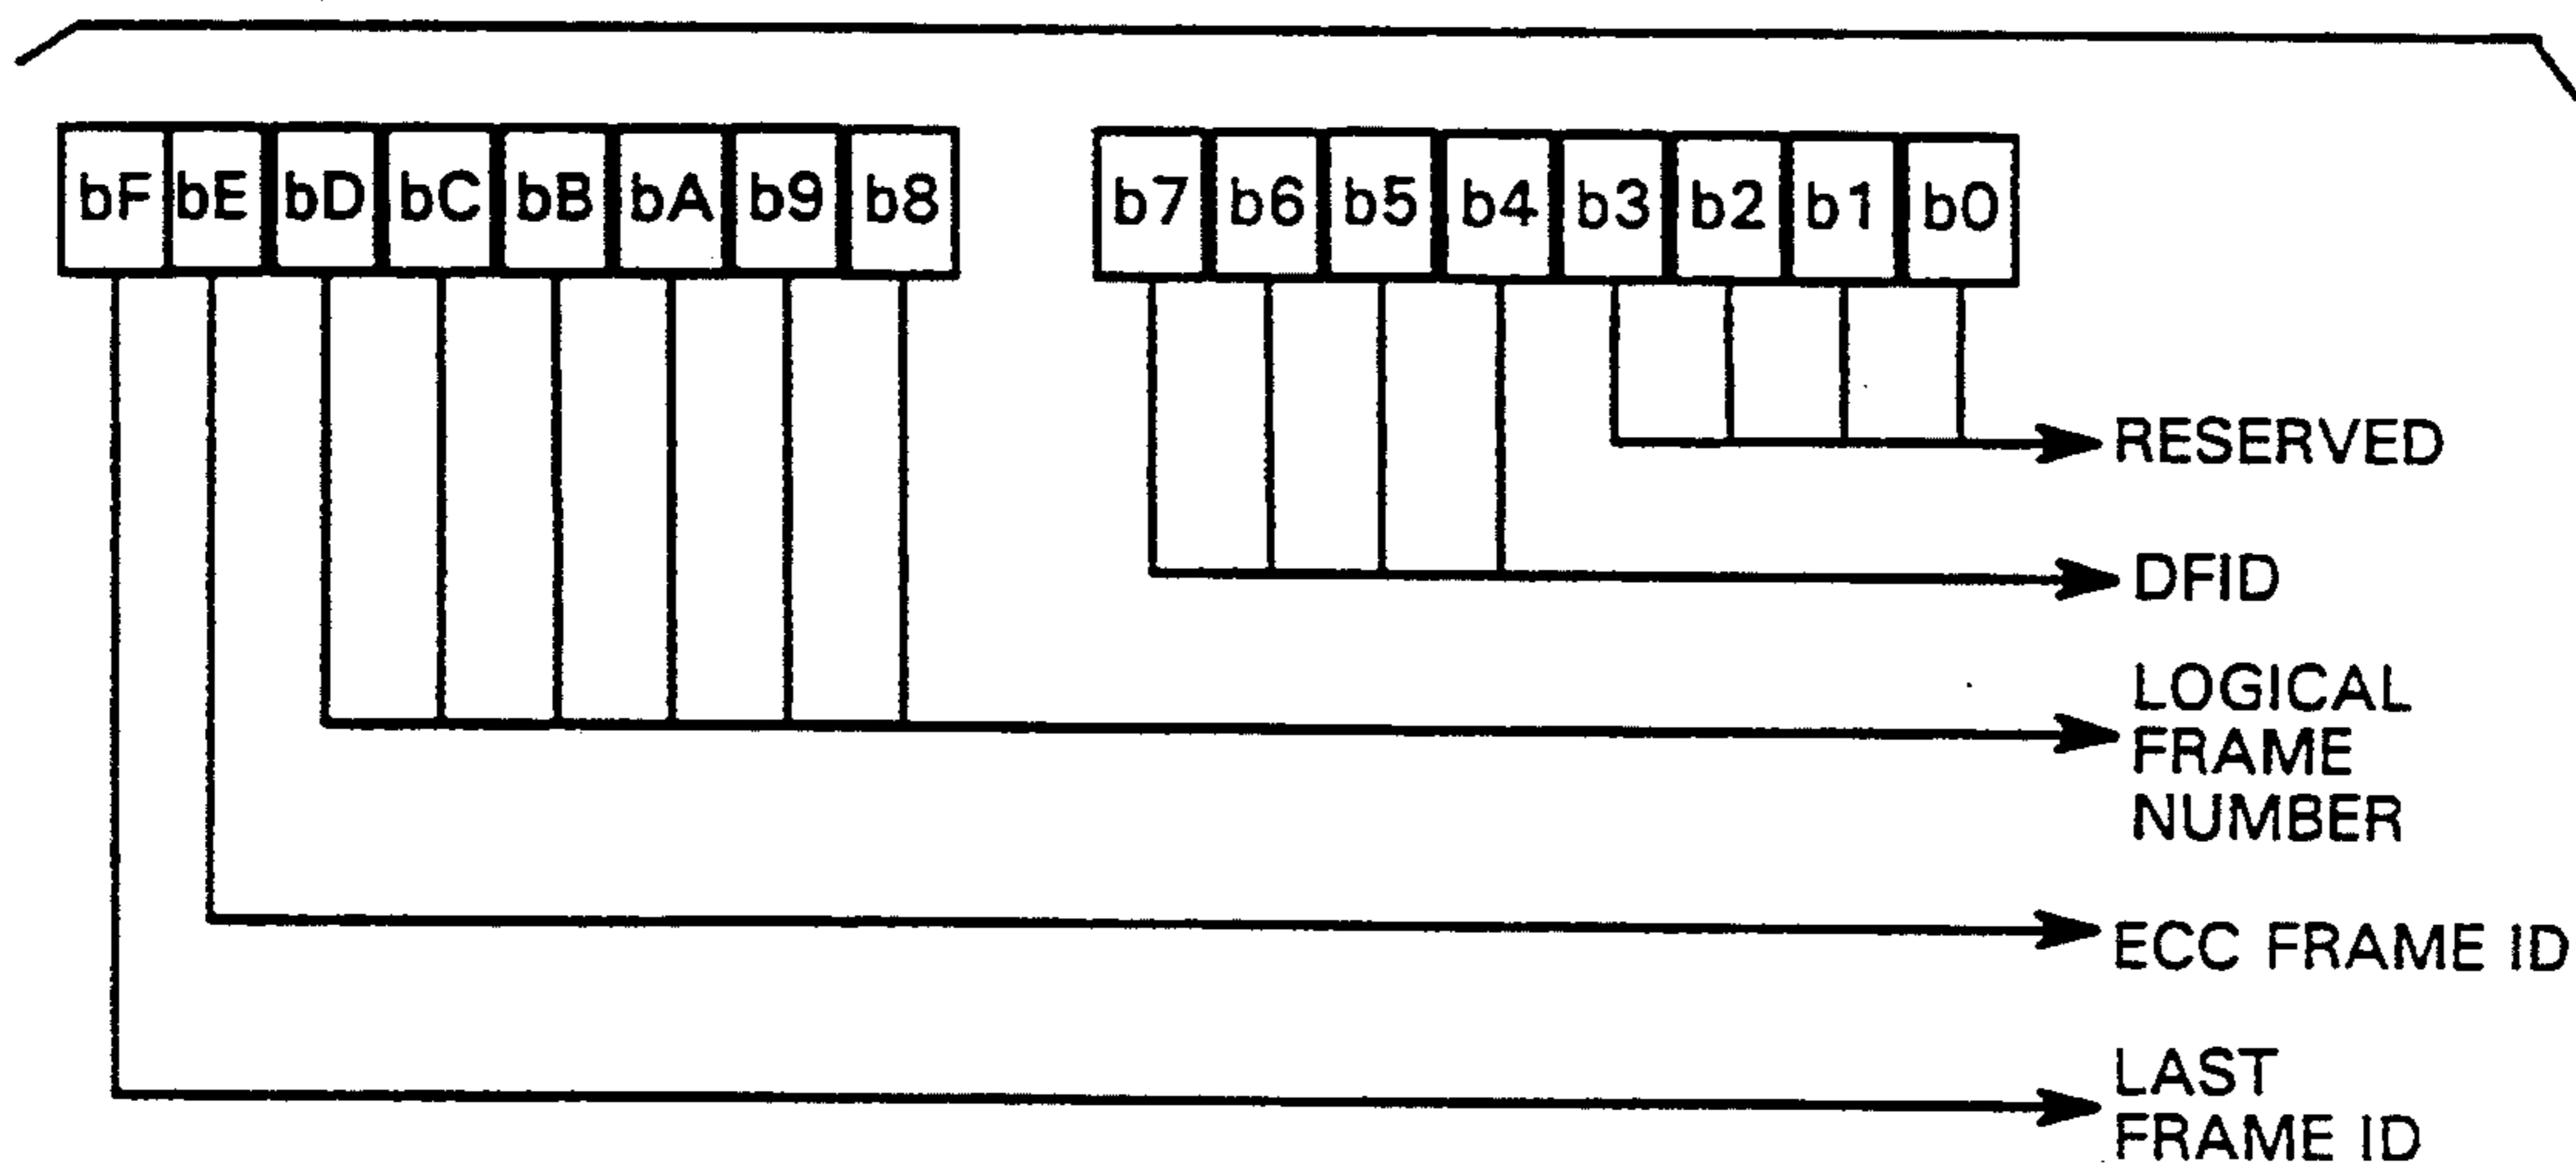 bF bE bD bC bB bA b9 b8 b7 b6 b5 b4 b3 b2 b1 b0
RESERVED
DFID
LOGICAL
FRAME
NUMBER
ECC FRAME ID
LAST
FRAME ID